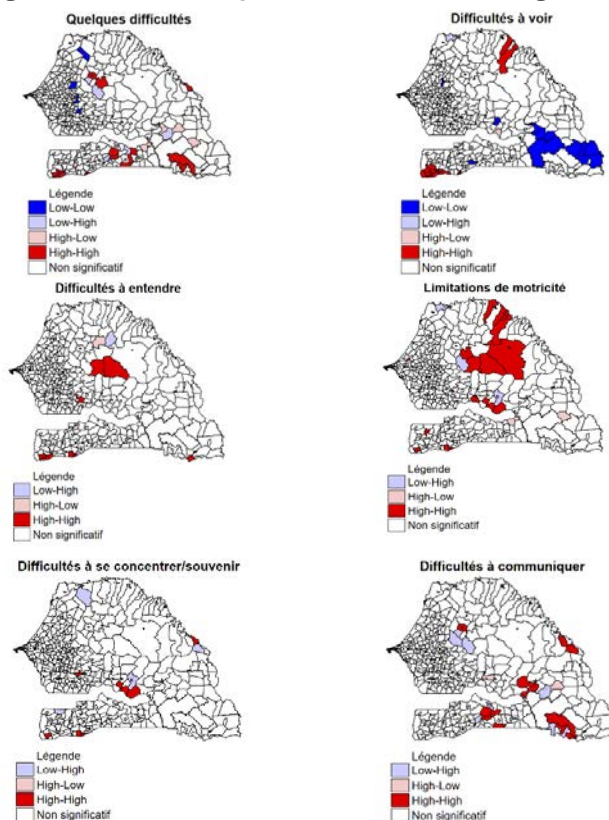 Quelques difficultés
Légende
Low-Low
Low-High
High-Low
High-High
Non significatif
Difficultés à voir
Légende
Low-Low
Low-High
High-Low
High-High
Non significatif
Difficultés à entendre
Légende
Low-High
High-Low
High-High
Non significatif
Limitations de motricité
Légende
Low-High
High-Low
High-High
Non significatif
Difficultés à se concentrer/souvenir
Légende
Low-High
High-Low
High-High
Non significatif
Difficultés à communiquer
Légende
Low-High
High-Low
High-High
Non significatif